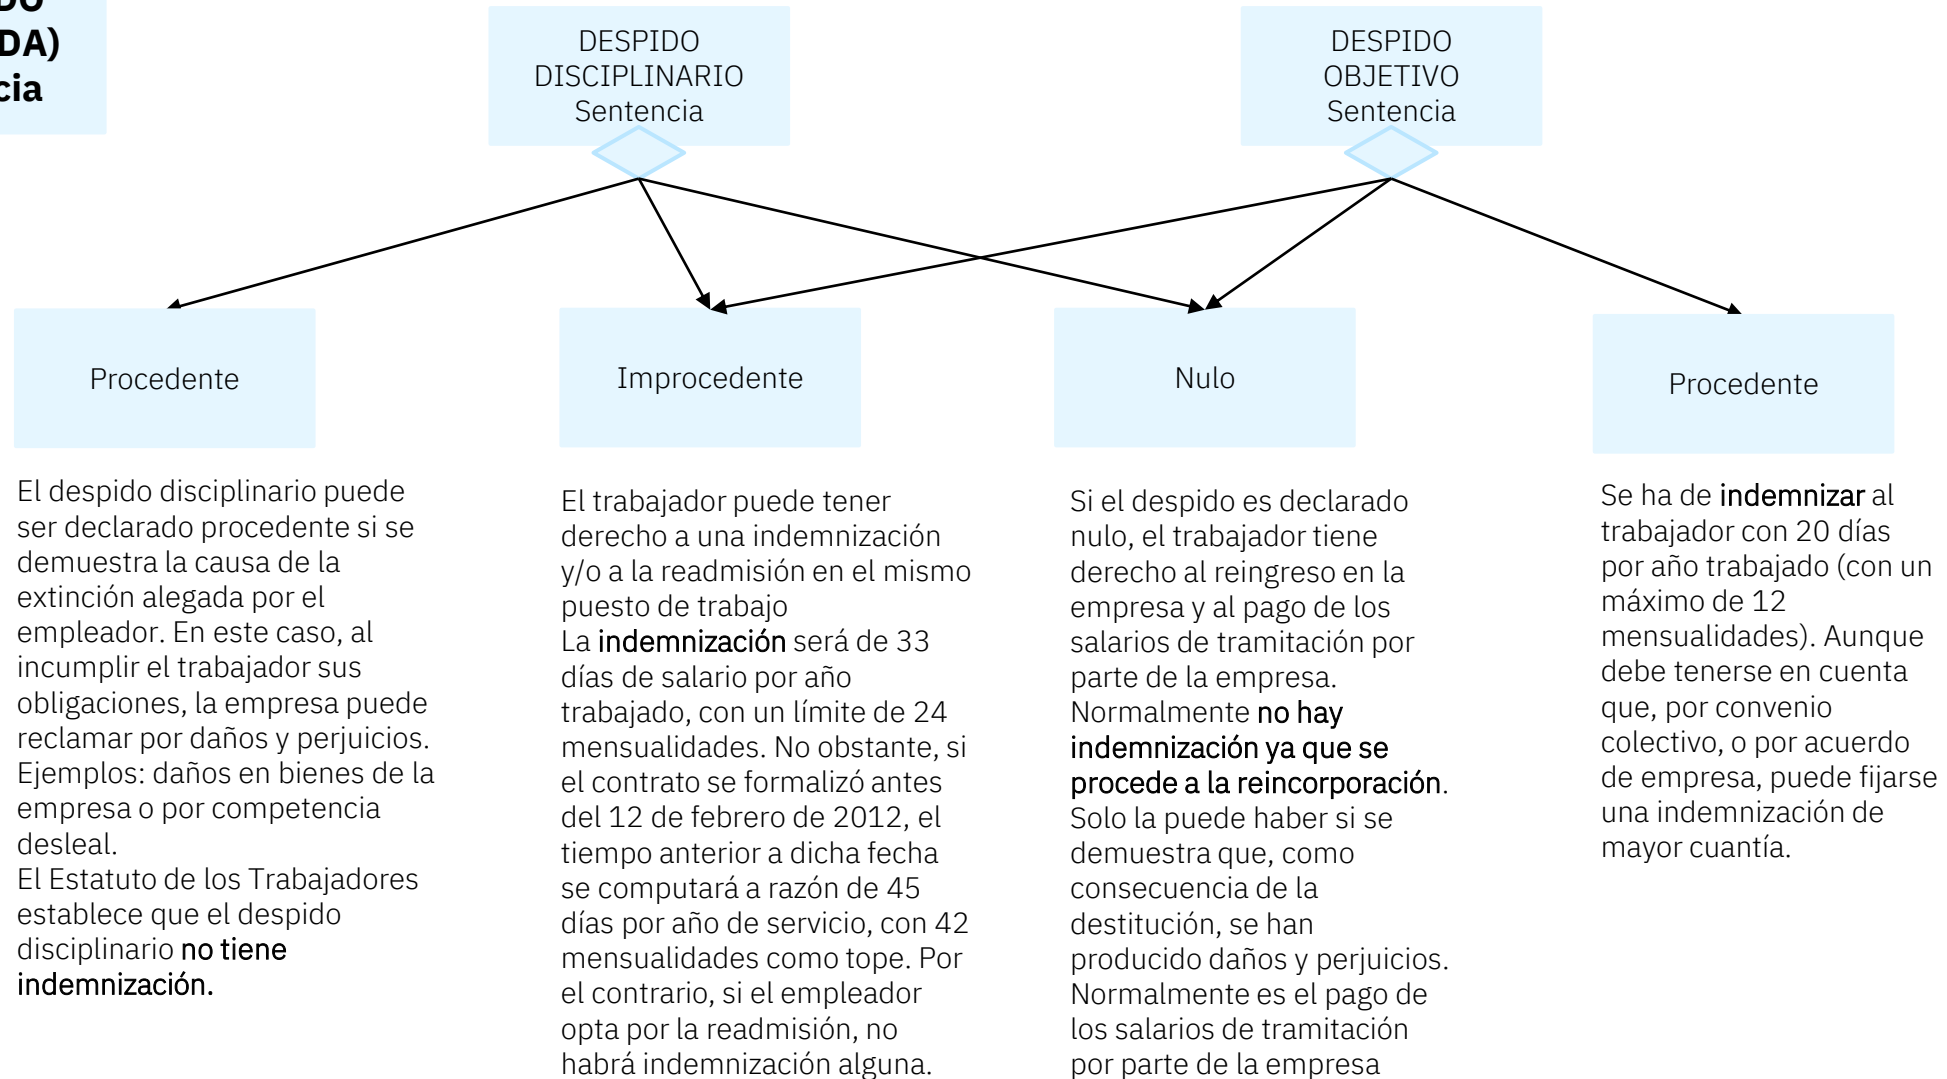 DA)
cia
DESPIDO
DISCIPLINARIO
Sentencia
DESPIDO
OBJETIVO
Sentencia
Procedente
Improcedente
Nulo
Procedente
El despido disciplinario puede
ser declarado procedente si se
demuestra la causa de la
extinción alegada por el
empleador. En este caso, al
incumplir el trabajador sus
obligaciones, la empresa puede
reclamar por daños y perjuicios.
Ejemplos: daños en bienes de la
empresa o por competencia
desleal.
El Estatuto de los Trabajadores
establece que el despido
disciplinario no tiene
indemnización.
El trabajador puede tener
derecho a una indemnización
y/o a la readmisión en el mismo
puesto de trabajo
La indemnización será de 33
días de salario por año
trabajado, con un límite de 24
mensualidades. No obstante, si
el contrato se formalizó antes
del 12 de febrero de 2012, el
tiempo anterior a dicha fecha
se computará a razón de 45
días por año de servicio, con 42
mensualidades como tope. Por
el contrario, si el empleador
opta por la readmisión, no
habrá indemnización alguna.
Si el despido es declarado
nulo, el trabajador tiene
derecho al reingreso en la
empresa y al pago de los
salarios de tramitación por
parte de la empresa.
Normalmente no hay
indemnización ya que se
procede a la reincorporación.
Solo la puede haber si se
demuestra que, como
consecuencia de la
destitución, se han
producido daños y perjuicios.
Normalmente es el pago de
los salarios de tramitación
por parte de la empresa
Se ha de indemnizar al
trabajador con 20 días
por año trabajado (con un
máximo de 12
mensualidades). Aunque
debe tenerse en cuenta
que, por convenio
colectivo, o por acuerdo
de empresa, puede fijarse
una indemnización de
mayor cuantía.